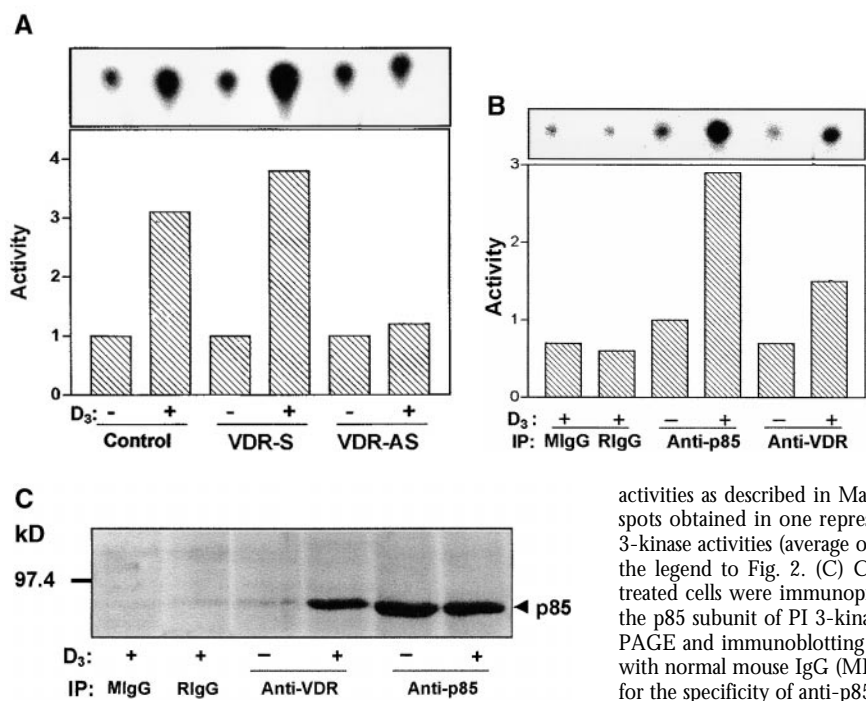 A
Activity
4
3
2
1
0
D3: - + - + - +
Control VDR-S VDR-AS
B
Activity
3
2
1
0
D3: + + − + − +
IP: MIgG RIgG Anti-p85 Anti-VDR
C
kD
97.4
p85
D3: + + − + − +
IP: MIgG RIgG Anti-VDR Anti-p85
activities as described in Ma
spots obtained in one repres
3-kinase activities (average o
the legend to Fig. 2. (C) C
treated cells were immunop
the p85 subunit of PI 3-kina
PAGE and immunoblotting
with normal mouse IgG (MI
for the specificity of anti-p85